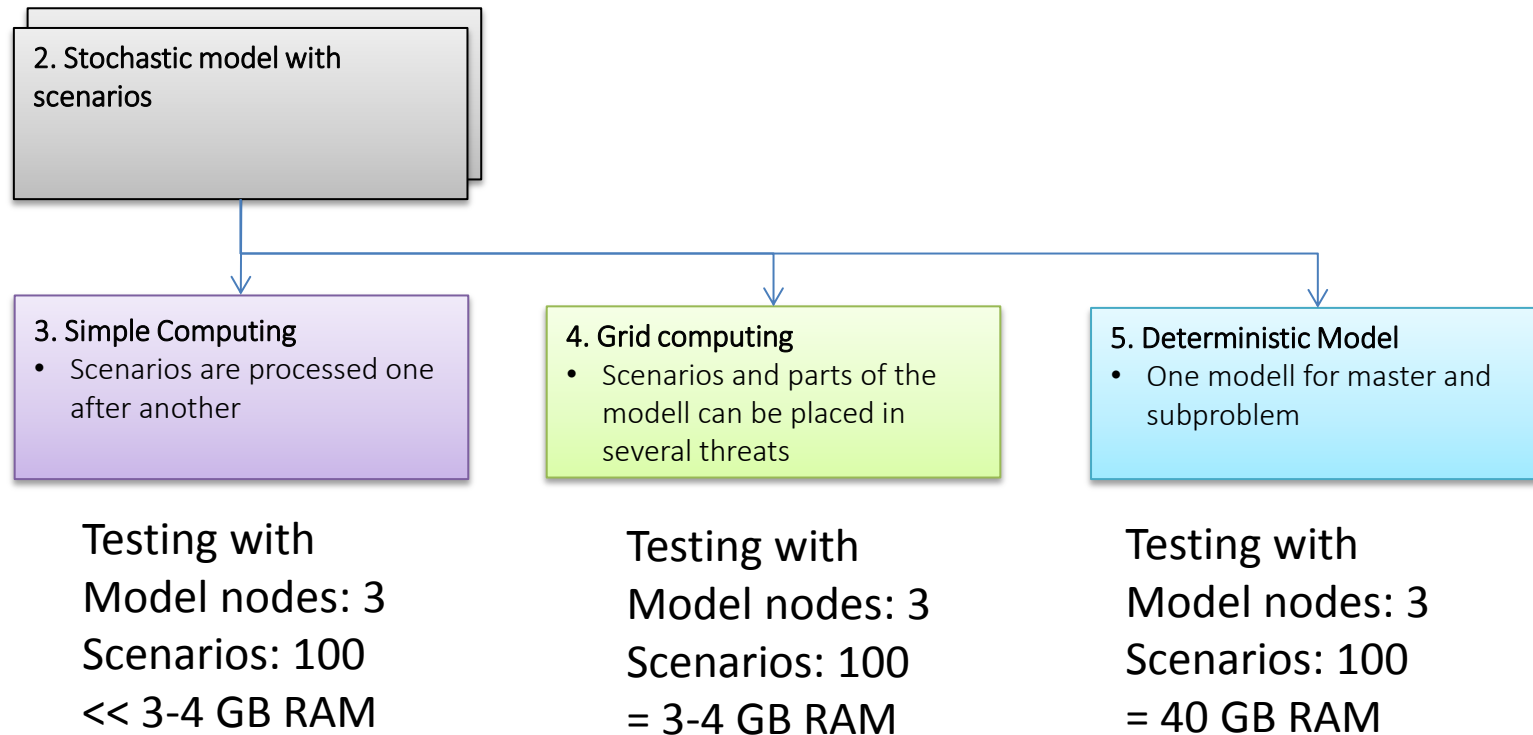 2. Stochastic model with
scenarios
3. Simple Computing
• Scenarios are processed one
after another
4. Grid computing
• Scenarios and parts of the
modell can be placed in
several threats
5. Deterministic Model
• One modell for master and
subproblem
Testing with
Model nodes: 3
Scenarios: 100
<< 3-4 GB RAM
Testing with
Model nodes: 3
Scenarios: 100
= 3-4 GB RAM
Testing with
Model nodes: 3
Scenarios: 100
= 40 GB RAM